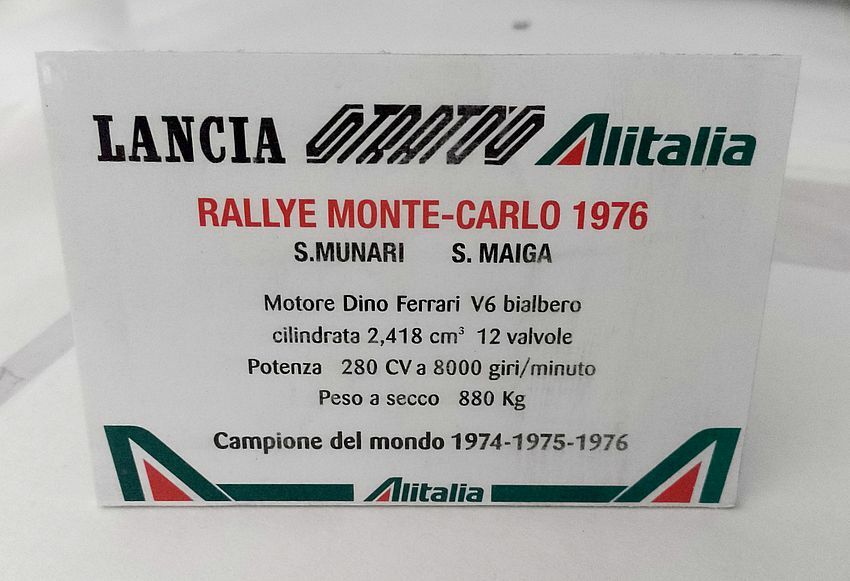 LANCIA STRATO'S Alitalia
RALLYE MONTE-CARLO 1976
S.MUNARI S. MAIGA
Motore Dino Ferrari V6 bialbero
cilindrata 2,418 cm³ 12 valvole
Potenza 280 CV a 8000 giri/minuto
Peso a secco 880 Kg
Campione del mondo 1974-1975-1976
Alitalia